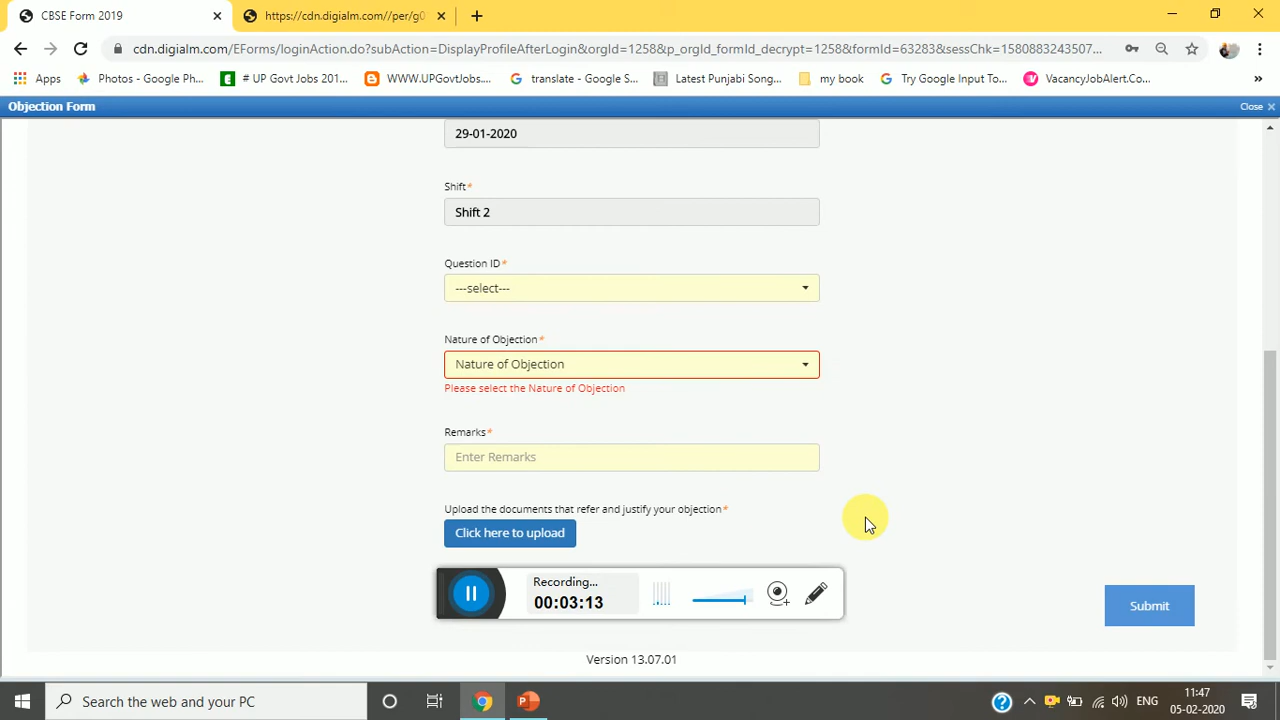 CBSE Form 2019
https://cdn.digialm.com//per/g0
cdn.digialm.com/EForms/loginAction.do?subAction=DisplayProfileAfterLogin&orgId=1258&p_orgId_formId_decrypt=1258&formId=63283&sessChk=1580883243507...
Apps
Photos - Google Ph...
# UP Govt Jobs 201...
WWW.UPGovtJobs....
translate - Google S...
Latest Punjabi Song...
my book
Try Google Input To...
VacancyJobAlert.Co...
»
Objection Form
Close ×
29-01-2020
Shift*
Shift 2
Question ID*
---select---
Nature of Objection*
Nature of Objection
Please select the Nature of Objection
Remarks*
Enter Remarks
Upload the documents that refer and justify your objection*
Click here to upload
Recording...
00:03:13
Submit
Version 13.07.01
Search the web and your PC
ENG
11:47
05-02-2020